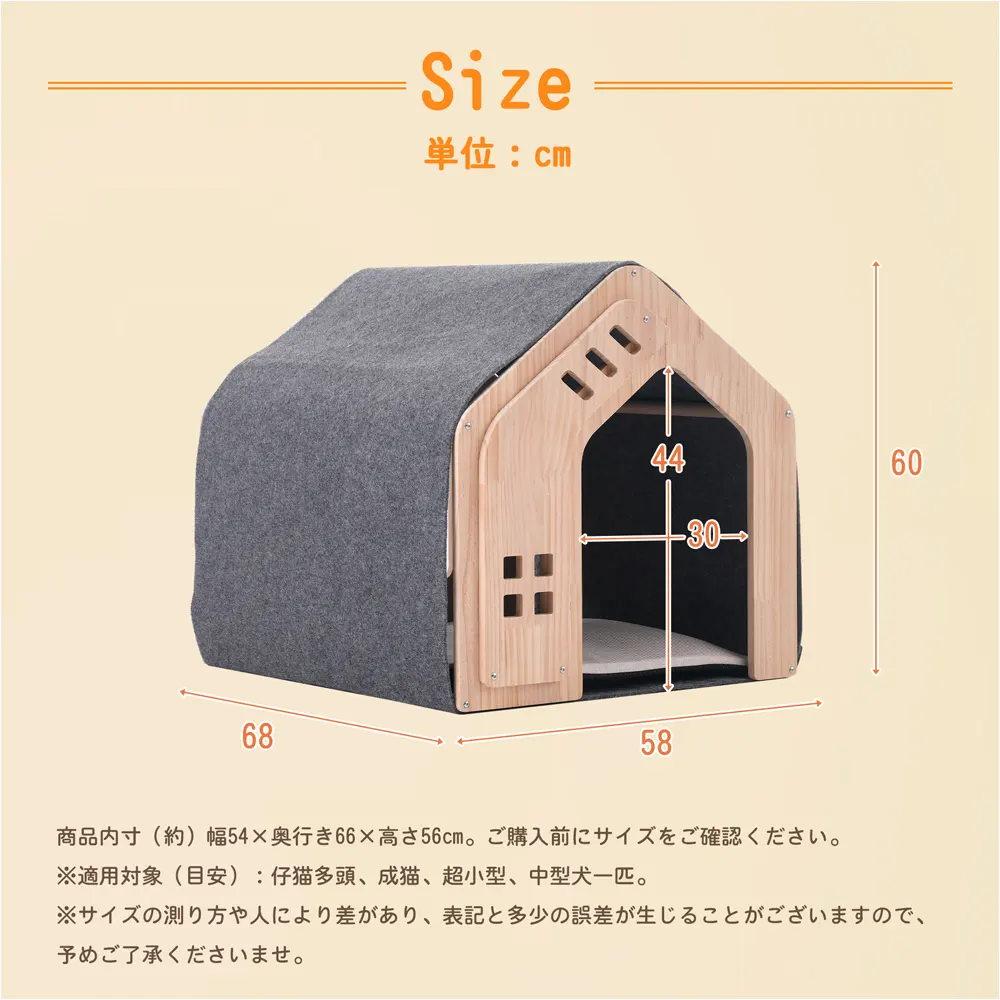 Size
単位：cm
44
60
30
68
58
商品内寸（約）幅54×奥行き66×高さ56cm。ご購入前にサイズをご確認ください。
※適用対象（目安）：仔猫多頭、成猫、超小型、中型犬一匹。
※サイズの測り方や人により差があり、表記と多少の誤差が生じることがございますので、
予めご了承くださいませ。